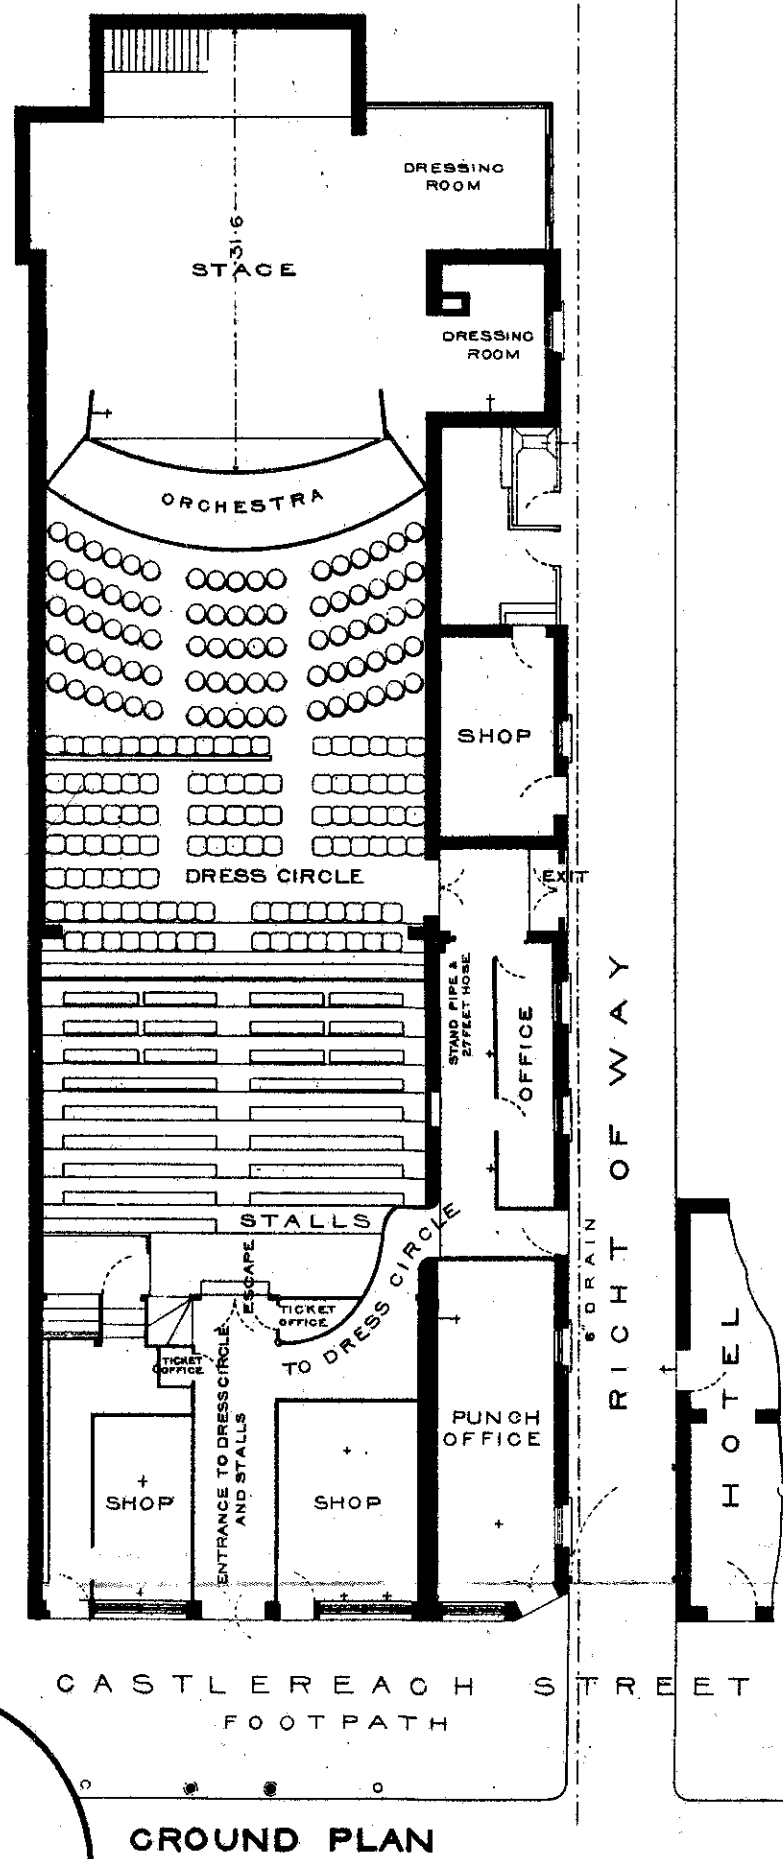 DRESSING
ROOM
31·6
STAGE
DRESSING
ROOM
ORCHESTRA
SHOP
DRESS CIRCLE
EXIT
STAND PIPE &
27 FEET HOSE
OFFICE
RIGHT OF WAY
STALLS
TO DRESS CIRCLE
ESCAPE
TICKET
OFFICE
6" DRAIN
TICKET
OFFICE
ENTRANCE TO DRESS CIRCLE
AND STALLS
HOTEL
PUNCH
OFFICE
SHOP
SHOP
CASTLEREAGH STREET
FOOTPATH
GROUND PLAN